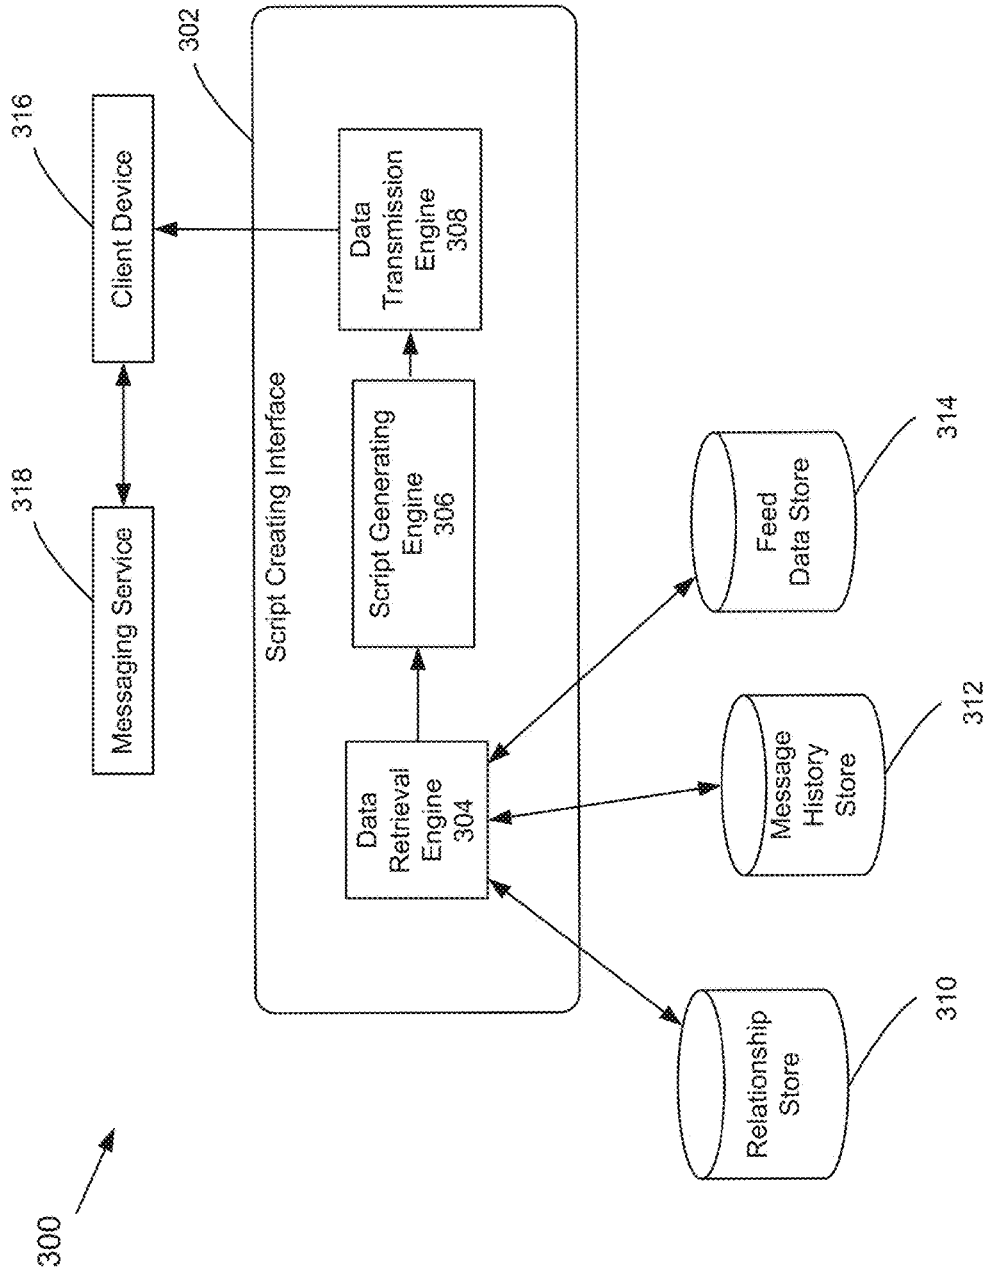 300
318
316
302
Messaging Service
Client Device
Script Creating Interface
Data
Retrieval
Engine
304
Script Generating
Engine
306
Data
Transmission
Engine
308
Relationship
Store
310
Message
History
Store
312
Feed
Data Store
314